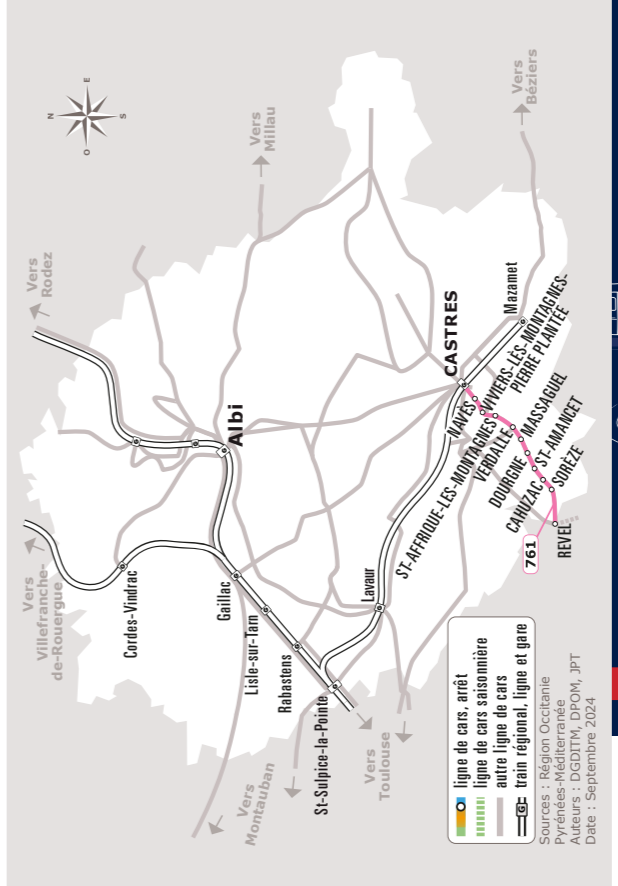 N
E
S
O
Vers
Rodez
Vers
Villefranche-
de-Rouergue
Vers
Millau
Cordes-Vindrac
Albi
Gaillac
Lisle-sur-Tarn
Rabastens
St-Sulpice-la-Pointe
Vers
Montauban
Vers
Toulouse
Lavaur
CASTRES
Mazamet
Vers
Béziers
NAVÈS
VIVIERS-LÈS-MONTAGNES-
PIERRE PLANTÉE
ST-AFFRIQUE-LES-MONTAGNES
VERDALLE
MASSAGUEL
DOURGNE
ST-AMANCET
CAHUZAC
SORÈZE
REVEL
761
ligne de cars, arrêt
ligne de cars saisonnière
autre ligne de cars
G train régional, ligne et gare
Sources : Région Occitanie
Pyrénées-Méditerranée
Auteurs : DGDITM, DPOM, JPT
Date : Septembre 2024